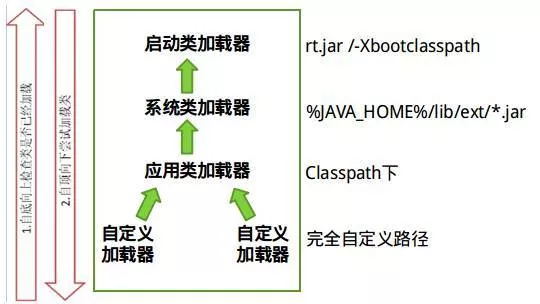 1.自底向上检查类是否已经加载
2.自顶向下尝试加载类
启动类加载器
rt.jar /-Xbootclasspath
系统类加载器
%JAVA_HOME%/lib/ext/*.jar
应用类加载器
Classpath下
自定义
加载器
自定义
加载器
完全自定义路径